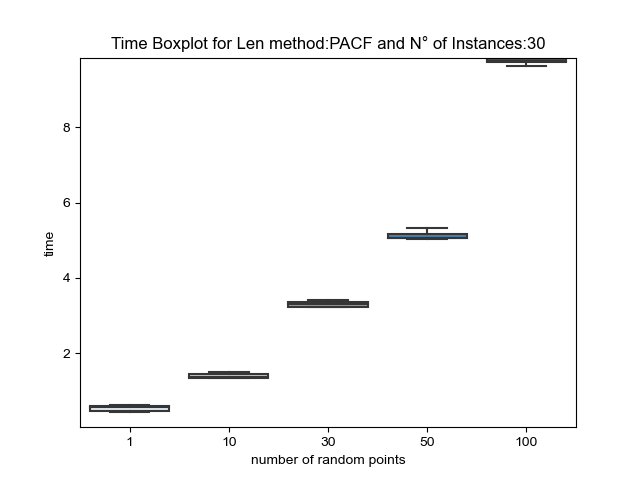 Time Boxplot for Len method:PACF and N° of Instances:30
8
6
4
2
time
1 10 30 50 100
number of random points